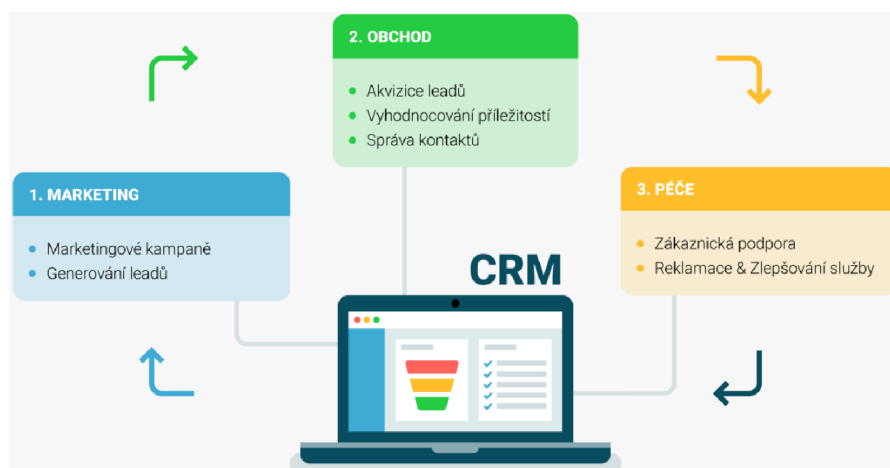 1. MARKETING
Marketingové kampaně
Generování leadů
2. OBCHOD
Akvizice leadů
Vyhodnocování příležitostí
Správa kontaktů
3. PÉČE
Zákaznická podpora
Reklamace & Zlepšování služby
CRM